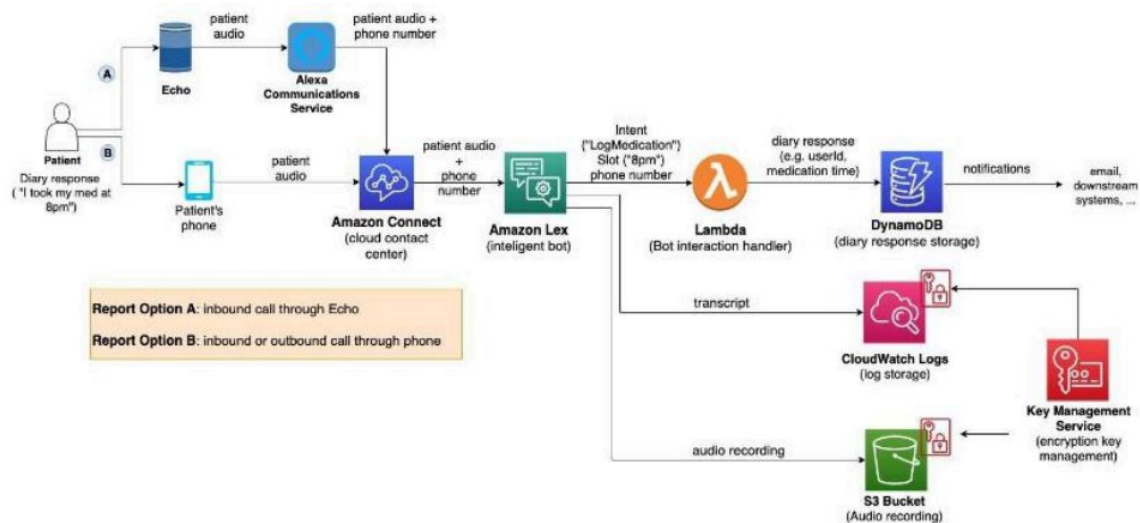 patient
audio
patient audio +
phone number
A
Echo
Alexa
Communications
Service
Patient
B
Diary response
( "I took my med at
8pm")
Patient's
phone
patient
audio
Amazon Connect
(cloud contact
center)
patient audio
+
phone
number
Amazon Lex
(inteligent bot)
Intent
("LogMedication")
Slot ("8pm")
phone number
Lambda
(Bot interaction handler)
diary response
(e.g. userId,
medication time)
DynamoDB
(diary response storage)
notifications
email,
downstream
systems, ...
Report Option A: inbound call through Echo
Report Option B: inbound or outbound call through phone
transcript
CloudWatch Logs
(log storage)
Key Management
Service
(encryption key
management)
audio recording
S3 Bucket
(Audio recording)